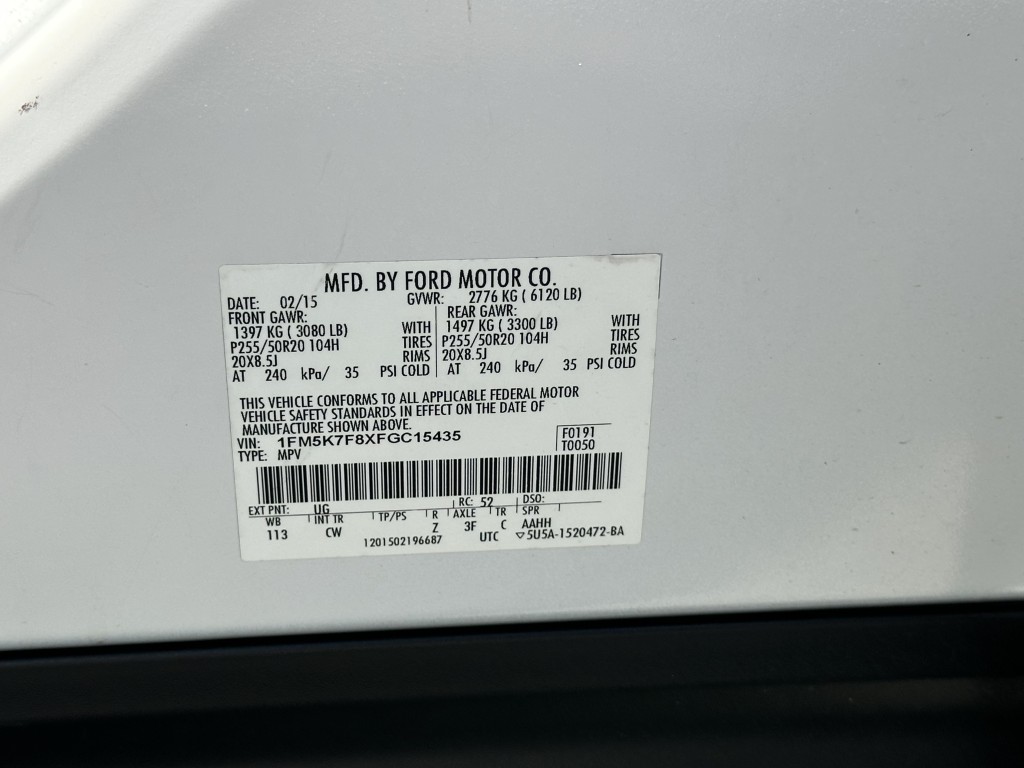 MFD. BY FORD MOTOR CO.
DATE: 02/15 GVWR: 2776 KG ( 6120 LB)
FRONT GAWR: REAR GAWR:
1397 KG ( 3080 LB) WITH 1497 KG ( 3300 LB) WITH
P255/50R20 104H TIRES P255/50R20 104H TIRES
20X8.5J RIMS 20X8.5J RIMS
AT 240 kPa/ 35 PSI COLD AT 240 kPa/ 35 PSI COLD
THIS VEHICLE CONFORMS TO ALL APPLICABLE FEDERAL MOTOR
VEHICLE SAFETY STANDARDS IN EFFECT ON THE DATE OF
MANUFACTURE SHOWN ABOVE.
VIN: 1FM5K7F8XFGC15435 F0191
TYPE: MPV T0050
EXT PNT: UG RC: 52 DSO:
WB INT TR TP/PS R AXLE TR SPR
113 CW Z 3F C AAHH
1201502196687 UTC ▽5U5A-1520472-BA